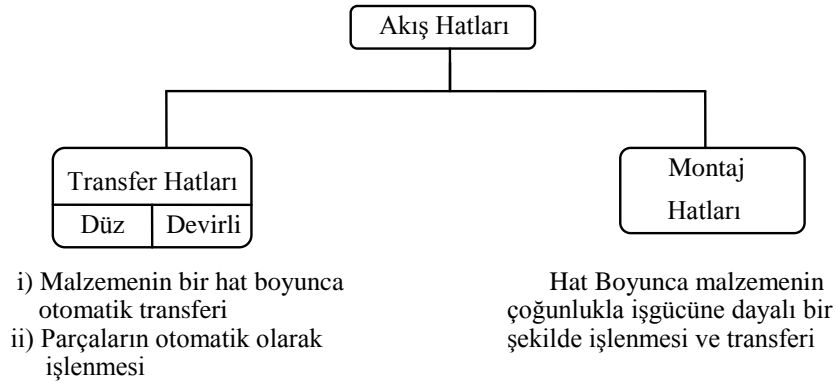 Akış Hatları
Transfer Hatları
Düz
Devirli
i) Malzemenin bir hat boyunca
otomatik transferi
ii) Parçaların otomatik olarak
işlenmesi
Montaj
Hatları
Hat Boyunca malzemenin
çoğunlukla işgücüne dayalı bir
şekilde işlenmesi ve transferi